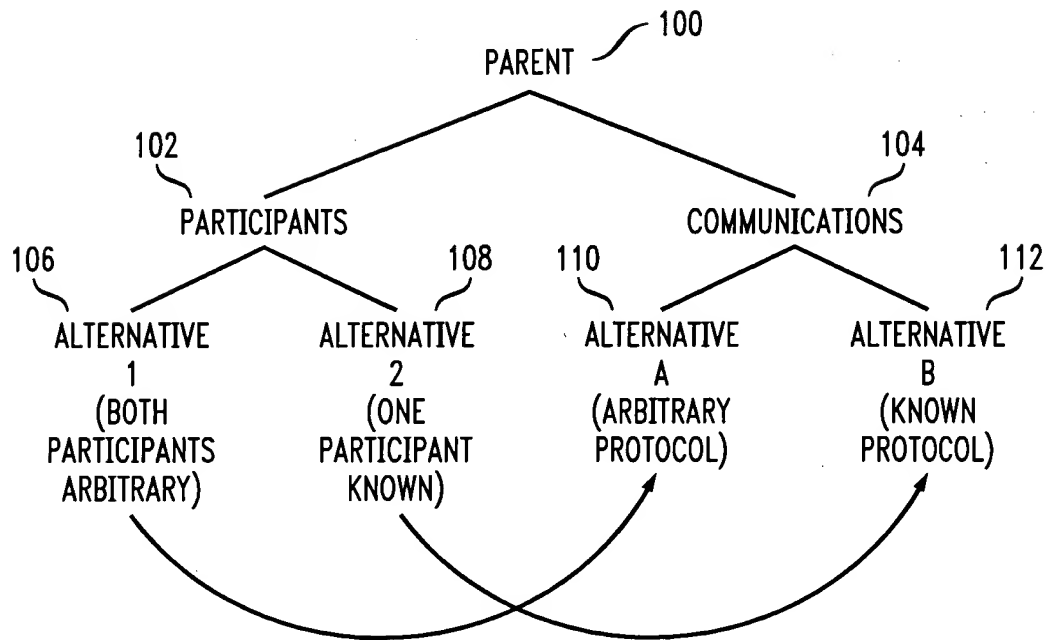 100
PARENT
102
104
PARTICIPANTS
COMMUNICATIONS
106
108
110
112
ALTERNATIVE
1
(BOTH
PARTICIPANTS
ARBITRARY)
ALTERNATIVE
2
(ONE
PARTICIPANT
KNOWN)
ALTERNATIVE
A
(ARBITRARY
PROTOCOL)
ALTERNATIVE
B
(KNOWN
PROTOCOL)